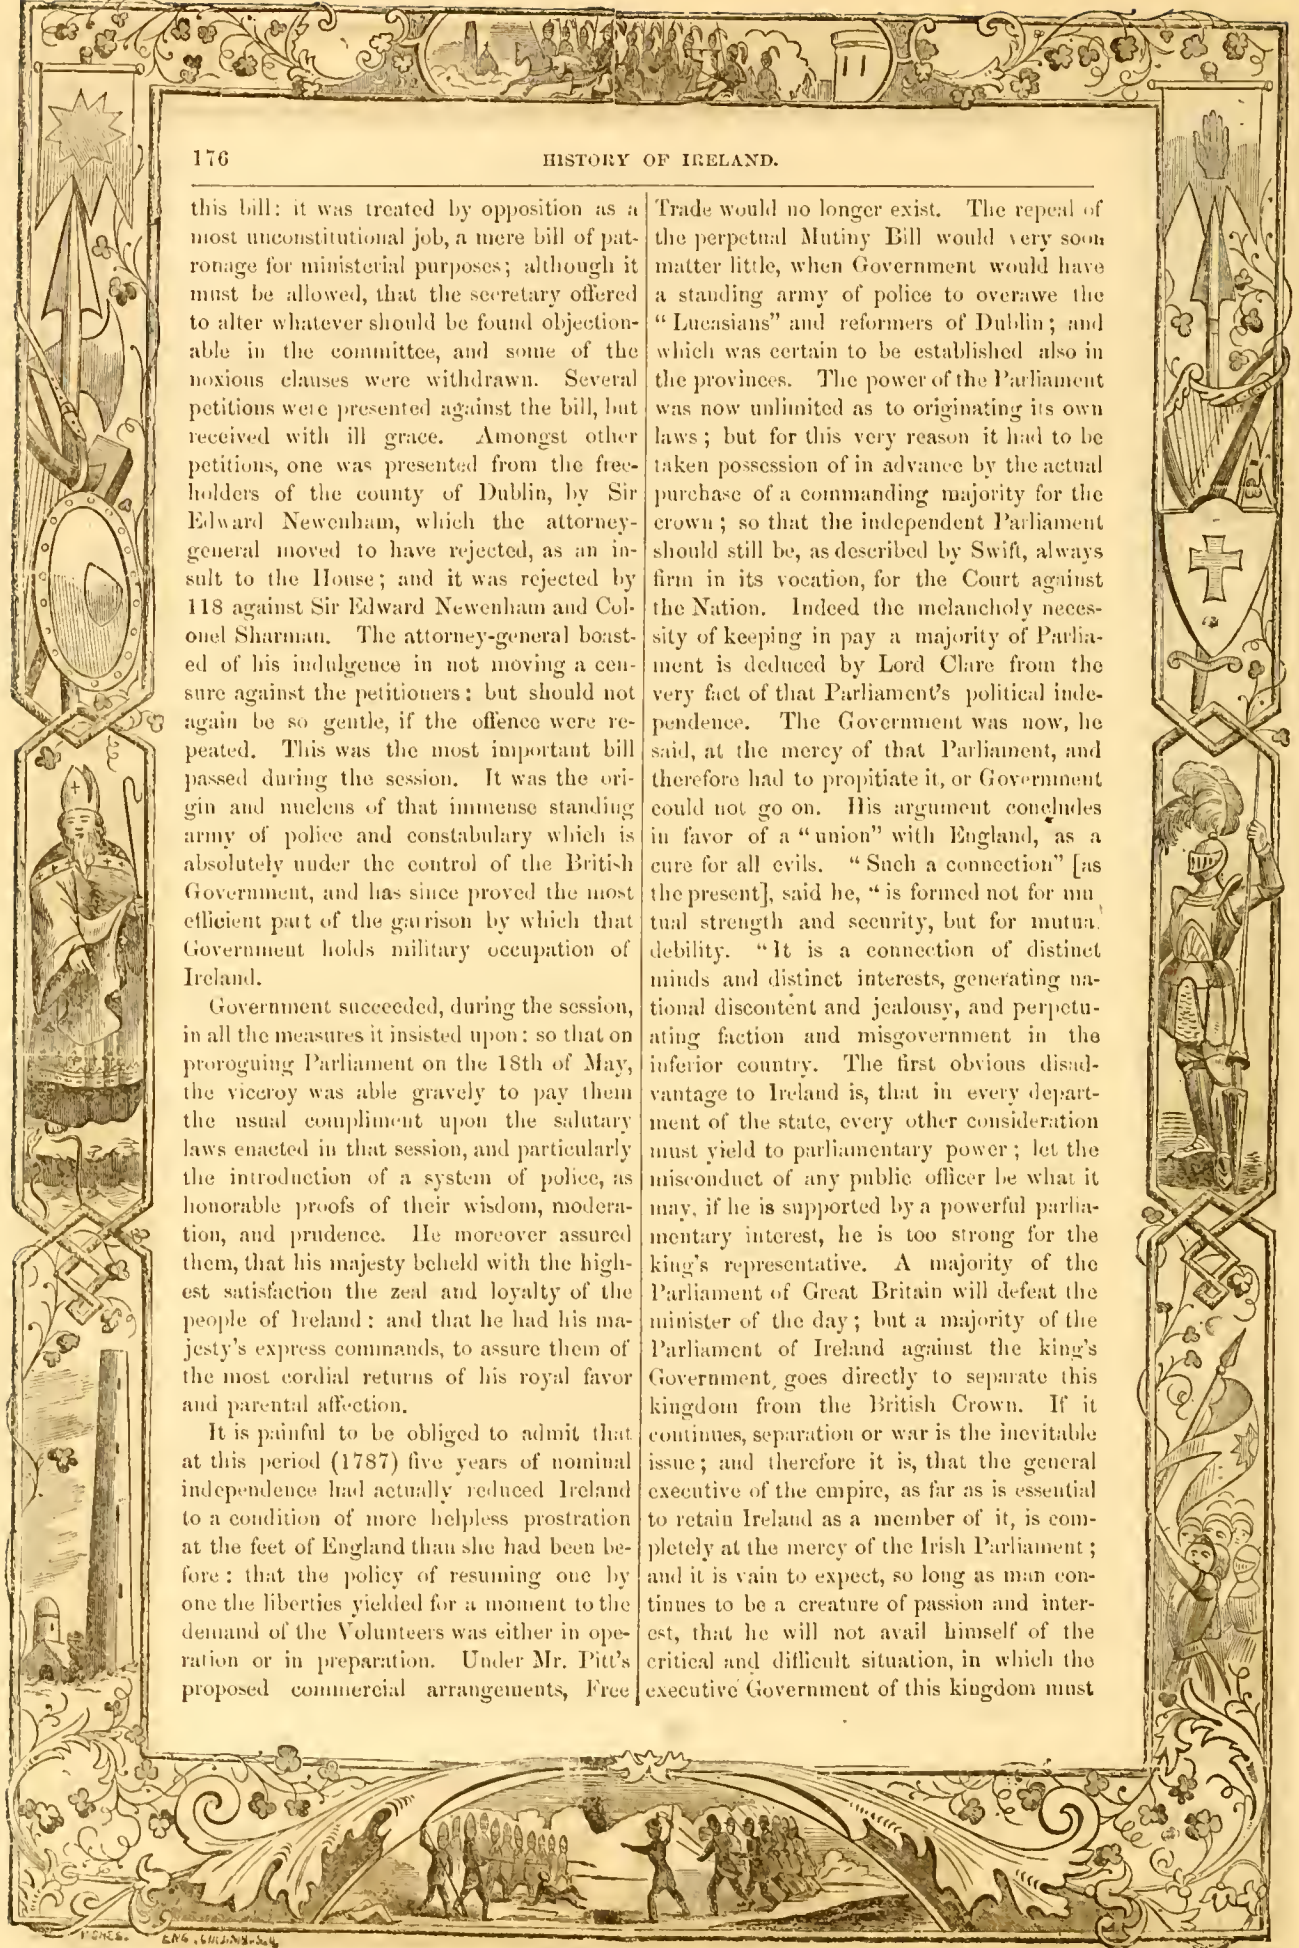 176
HISTORY OF IRELAND.
this bill: it was treated by opposition as a
most unconstitutional job, a mere bill of pat-
ronage for ministerial purposes; although it
must be allowed, that the secretary offered
to alter whatever should be found objection-
able in the committee, and some of the
noxious clauses were withdrawn. Several
petitions were presented against the bill, but
received with ill grace. Amongst other
petitions, one was presented from the free-
holders of the county of Dublin, by Sir
Edward Newenham, which the attorney-
general moved to have rejected, as an in-
sult to the House; and it was rejected by
118 against Sir Edward Newenham and Col-
onel Sharman. The attorney-general boast-
ed of his indulgence in not moving a cen-
sure against the petitioners: but should not
again be so gentle, if the offence were re-
peated. This was the most important bill
passed during the session. It was the ori-
gin and nucleus of that immense standing
army of police and constabulary which is
absolutely under the control of the British
Government, and has since proved the most
efficient part of the garrison by which that
Government holds military occupation of
Ireland.
Government succeeded, during the session,
in all the measures it insisted upon: so that on
proroguing Parliament on the 18th of May,
the viceroy was able gravely to pay them
the usual compliment upon the salutary
laws enacted in that session, and particularly
the introduction of a system of police, as
honorable proofs of their wisdom, modera-
tion, and prudence. He moreover assured
them, that his majesty beheld with the high-
est satisfaction the zeal and loyalty of the
people of Ireland: and that he had his ma-
jesty's express commands, to assure them of
the most cordial returns of his royal favor
and parental affection.
It is painful to be obliged to admit that
at this period (1787) five years of nominal
independence had actually reduced Ireland
to a condition of more helpless prostration
at the feet of England than she had been be-
fore: that the policy of resuming one by
one the liberties yielded for a moment to the
demand of the Volunteers was either in ope-
ration or in preparation. Under Mr. Pitt's
proposed commercial arrangements, Free
Trade would no longer exist. The repeal of
the perpetual Mutiny Bill would very soon
matter little, when Government would have
a standing army of police to overawe the
"Lucasians" and reformers of Dublin; and
which was certain to be established also in
the provinces. The power of the Parliament
was now unlimited as to originating its own
laws; but for this very reason it had to be
taken possession of in advance by the actual
purchase of a commanding majority for the
crown; so that the independent Parliament
should still be, as described by Swift, always
firm in its vocation, for the Court against
the Nation. Indeed the melancholy neces-
sity of keeping in pay a majority of Parlia-
ment is deduced by Lord Clare from the
very fact of that Parliament's political inde-
pendence. The Government was now, he
said, at the mercy of that Parliament, and
therefore had to propitiate it, or Government
could not go on. His argument concludes
in favor of a "union" with England, as a
cure for all evils. "Such a connection" [as
the present], said he, "is formed not for mu
tual strength and security, but for mutua
debility. "It is a connection of distinct
minds and distinct interests, generating na-
tional discontent and jealousy, and perpetu-
ating faction and misgovernment in the
inferior country. The first obvious disad-
vantage to Ireland is, that in every depart-
ment of the state, every other consideration
must yield to parliamentary power; let the
misconduct of any public officer be what it
may, if he is supported by a powerful parlia-
mentary interest, he is too strong for the
king's representative. A majority of the
Parliament of Great Britain will defeat the
minister of the day; but a majority of the
Parliament of Ireland against the king's
Government, goes directly to separate this
kingdom from the British Crown. If it
continues, separation or war is the inevitable
issue; and therefore it is, that the general
executive of the empire, as far as is essential
to retain Ireland as a member of it, is com-
pletely at the mercy of the Irish Parliament;
and it is vain to expect, so long as man con-
tinues to be a creature of passion and inter-
est, that he will not avail himself of the
critical and difficult situation, in which the
executive Government of this kingdom must